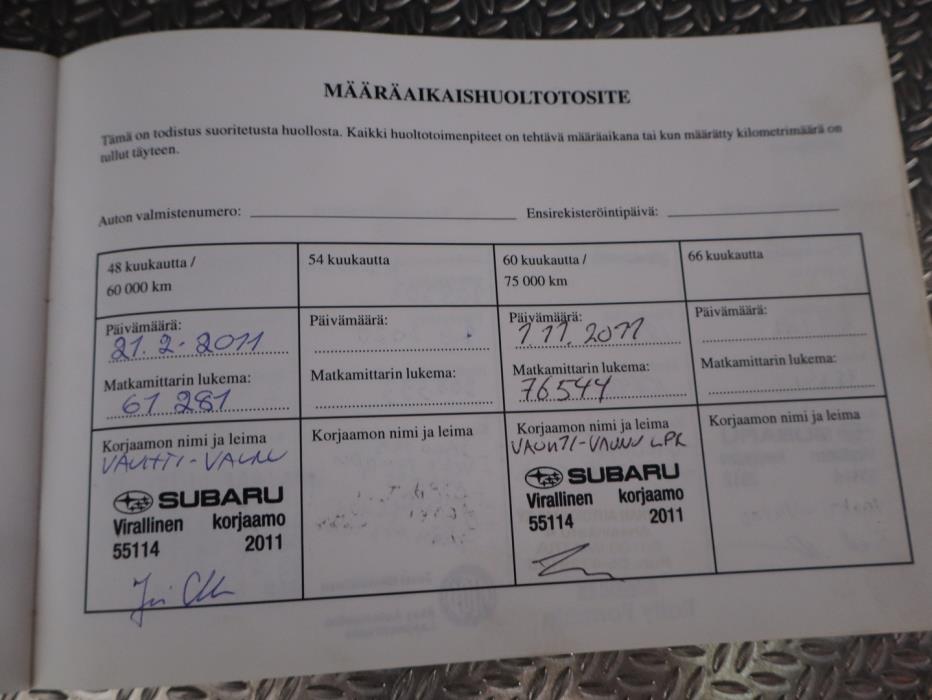 MÄÄRÄAIKAISHUOLTOTOSITE
Tämä on todistus suoritetusta huollosta. Kaikki huoltotoimenpiteet on tehtävä määräaikana tai kun määrätty kilometrimäärä on
tullut täyteen.
Auton valmistenumero: Ensirekisteröintipäivä:
48 kuukautta /
60 000 km
54 kuukautta
60 kuukautta /
75 000 km
66 kuukautta
Päivämäärä:
21.2.2011
Päivämäärä:
Päivämäärä:
1 11. 2011
Päivämäärä:
Matkamittarin lukema:
61 281
Matkamittarin lukema:
Matkamittarin lukema:
76544
Matkamittarin lukema:
Korjaamon nimi ja leima
VAUHTI-VAUNU
SUBARU
Virallinen korjaamo
55114 2011
Korjaamon nimi ja leima
Korjaamon nimi ja leima
VAUHTI-VAUNU LPR
SUBARU
Virallinen korjaamo
55114 2011
Korjaamon nimi ja leima